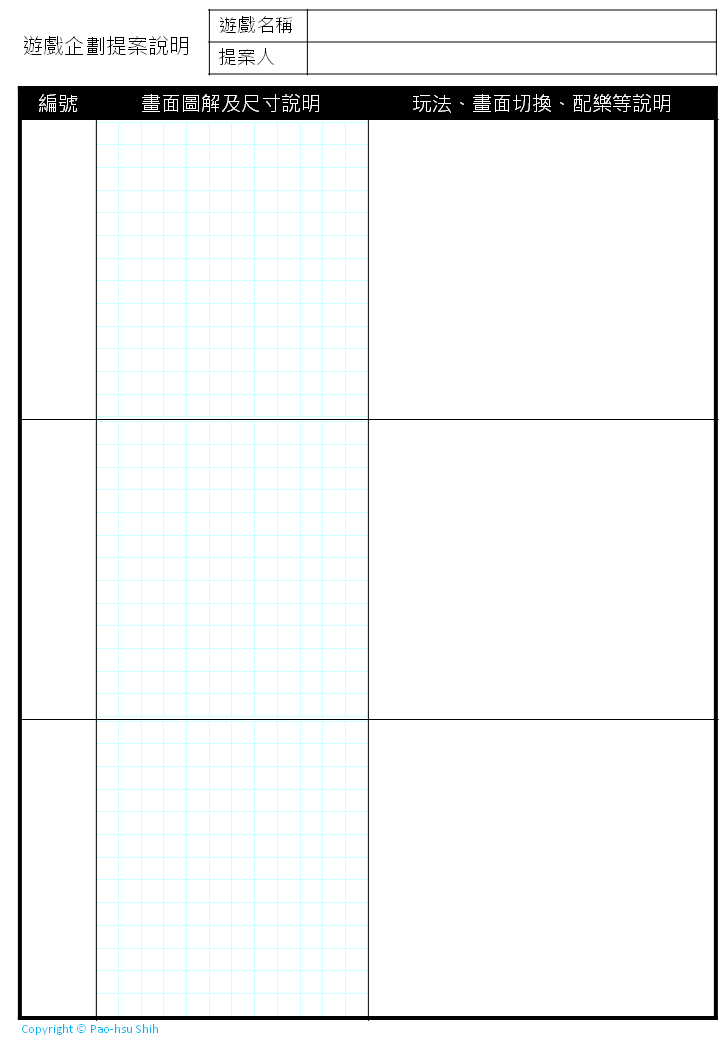 遊戲企劃提案說明
遊戲名稱
提案人
編號
畫面圖解及尺寸說明
玩法、畫面切換、配樂等說明
Copyright © Pao-hsu Shih